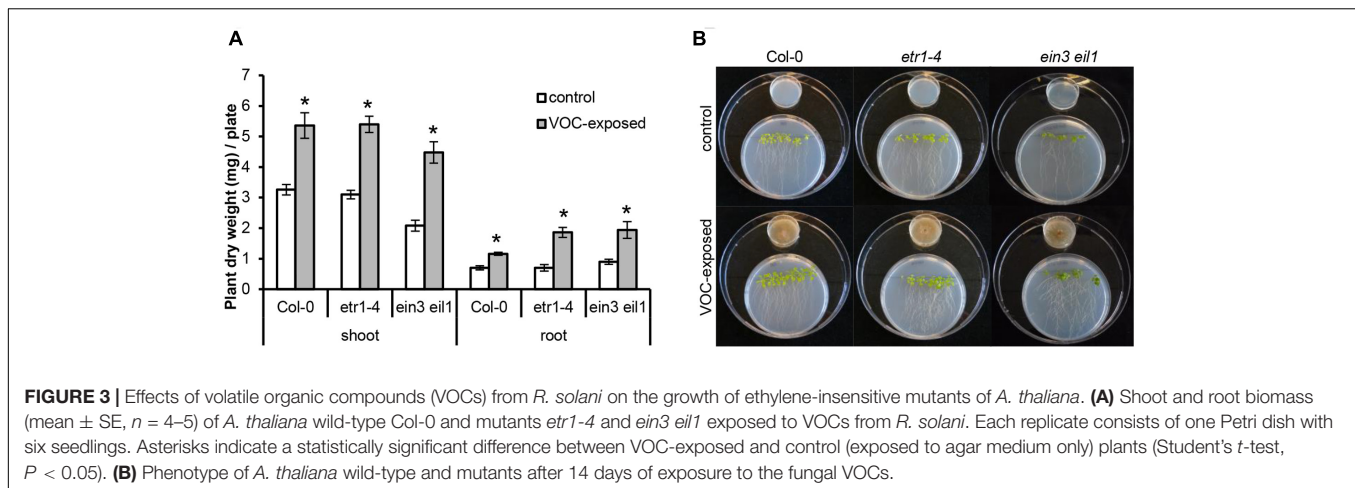 A
Plant dry weight (mg) / plate
7
6
5
4
3
2
1
0
* * * * * *
control
VOC-exposed
Col-0 etr1-4 ein3 eil1 Col-0 etr1-4 ein3 eil1
shoot root
B
Col-0 etr1-4 ein3 eil1
control
VOC-exposed
FIGURE 3 | Effects of volatile organic compounds (VOCs) from R. solani on the growth of ethylene-insensitive mutants of A. thaliana. (A) Shoot and root biomass
(mean ± SE, n = 4–5) of A. thaliana wild-type Col-0 and mutants etr1-4 and ein3 eil1 exposed to VOCs from R. solani. Each replicate consists of one Petri dish with
six seedlings. Asterisks indicate a statistically significant difference between VOC-exposed and control (exposed to agar medium only) plants (Student's t-test,
P < 0.05). (B) Phenotype of A. thaliana wild-type and mutants after 14 days of exposure to the fungal VOCs.